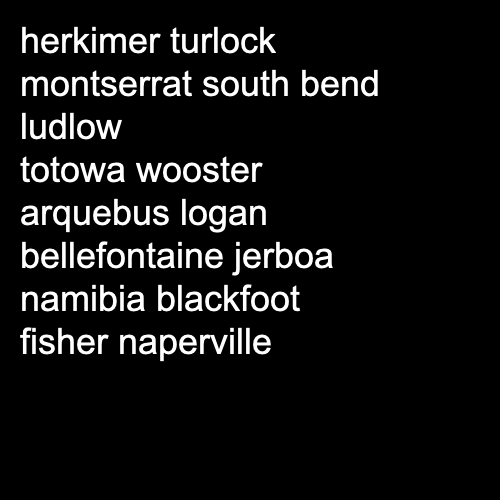 herkimer turlock
montserrat south bend
ludlow
totowa wooster
arquebus logan
bellefontaine jerboa
namibia blackfoot
fisher naperville